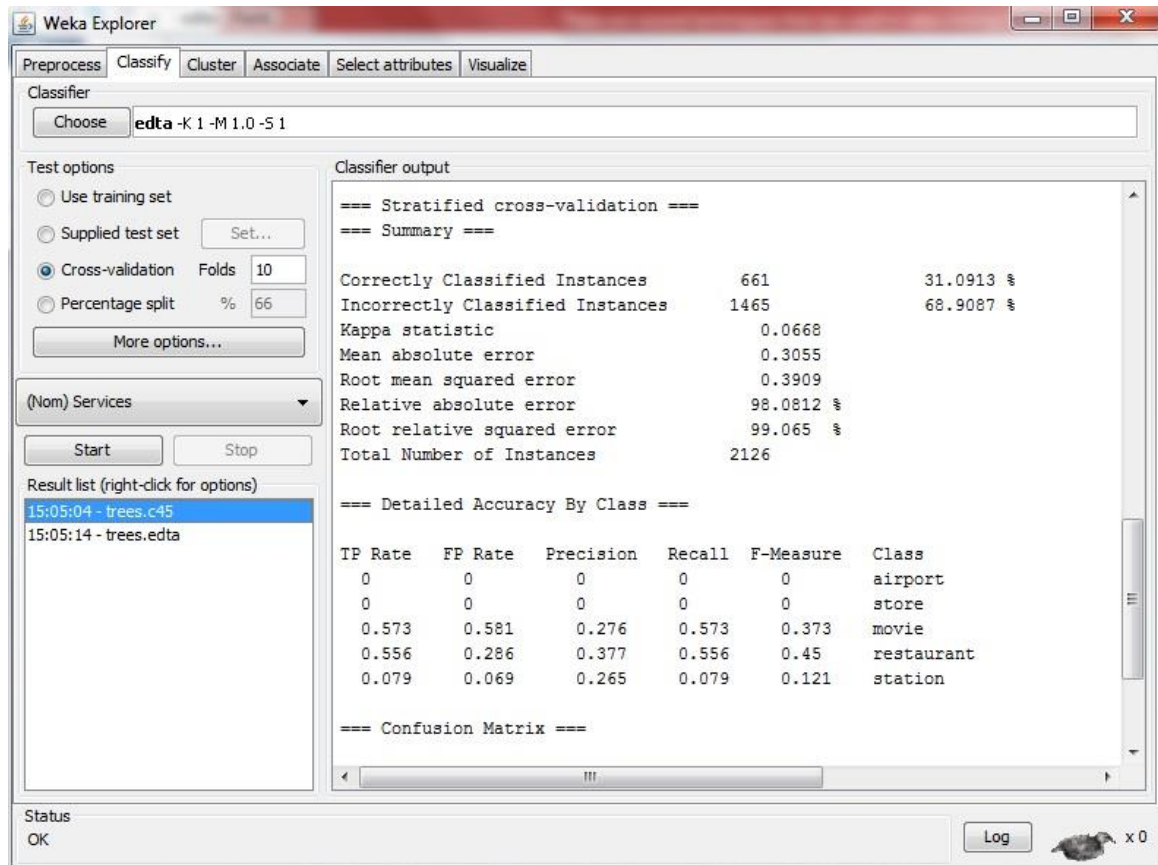 Weka Explorer
Preprocess Classify Cluster Associate Select attributes Visualize
Classifier
Choose edta -K 1 -M 1.0 -S 1
Test options
Use training set
Supplied test set Set...
Cross-validation Folds 10
Percentage split % 66
More options...
(Nom) Services
Start Stop
Result list (right-click for options)
15:05:04 - trees.c45
15:05:14 - trees.edta
Classifier output
=== Stratified cross-validation ===
=== Summary ===
Correctly Classified Instances 661 31.0913 %
Incorrectly Classified Instances 1465 68.9087 %
Kappa statistic 0.0668
Mean absolute error 0.3055
Root mean squared error 0.3909
Relative absolute error 98.0812 %
Root relative squared error 99.065 %
Total Number of Instances 2126
=== Detailed Accuracy By Class ===
TP Rate FP Rate Precision Recall F-Measure Class
0 0 0 0 0 airport
0 0 0 0 0 store
0.573 0.581 0.276 0.573 0.373 movie
0.556 0.286 0.377 0.556 0.45 restaurant
0.079 0.069 0.265 0.079 0.121 station
=== Confusion Matrix ===
Status
OK
Log x 0